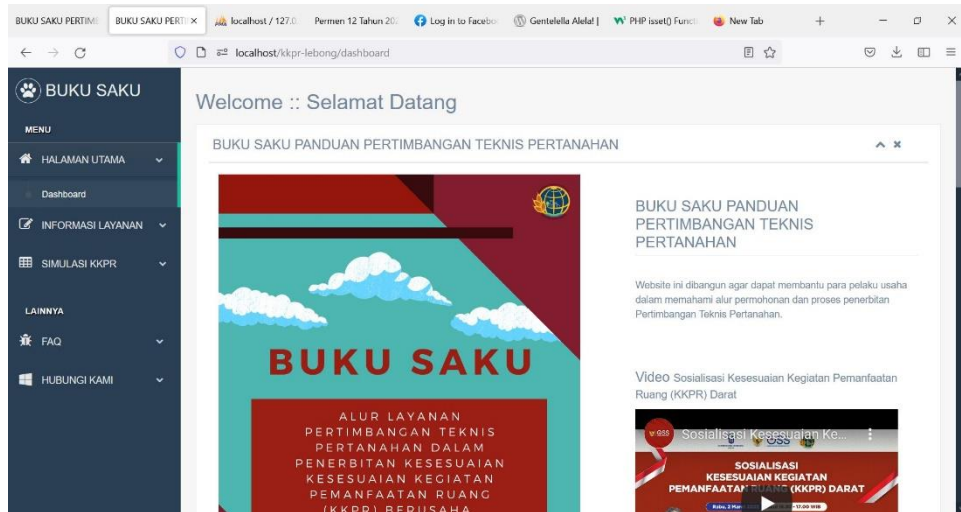 BUKU SAKU PERTIM
BUKU SAKU PERTI
localhost / 127.0
Permen 12 Tahun 20
Log in to Facebo
Gentelella Alela! |
PHP isset() Funct
New Tab
localhost/kkpr-lebong/dashboard
BUKU SAKU
MENU
HALAMAN UTAMA
Dashboard
INFORMASI LAYANAN
SIMULASI KKPR
LAINNYA
FAQ
HUBUNGI KAMI
Welcome :: Selamat Datang
BUKU SAKU PANDUAN PERTIMBANGAN TEKNIS PERTANAHAN
BUKU SAKU
ALUR LAYANAN
PERTIMBANGAN TEKNIS
PERTANAHAN DALAM
PENERBITAN KESESUAIAN
KESESUAIAN KEGIATAN
PEMANFAATAN RUANG
(KKPR) BERUSAHA
BUKU SAKU PANDUAN
PERTIMBANGAN TEKNIS
PERTANAHAN
Website ini dibangun agar dapat membantu para pelaku usaha
dalam memahami alur permohonan dan proses penerbitan
Pertimbangan Teknis Pertanahan.
Video Sosialisasi Kesesuaian Kegiatan Pemanfaatan
Ruang (KKPR) Darat
Sosialisasi Kesesuaian Ke...
OSS
SOSIALISASI
KESESUAIAN KEGIATAN
PEMANFAATAN RUANG (KKPR) DARAT